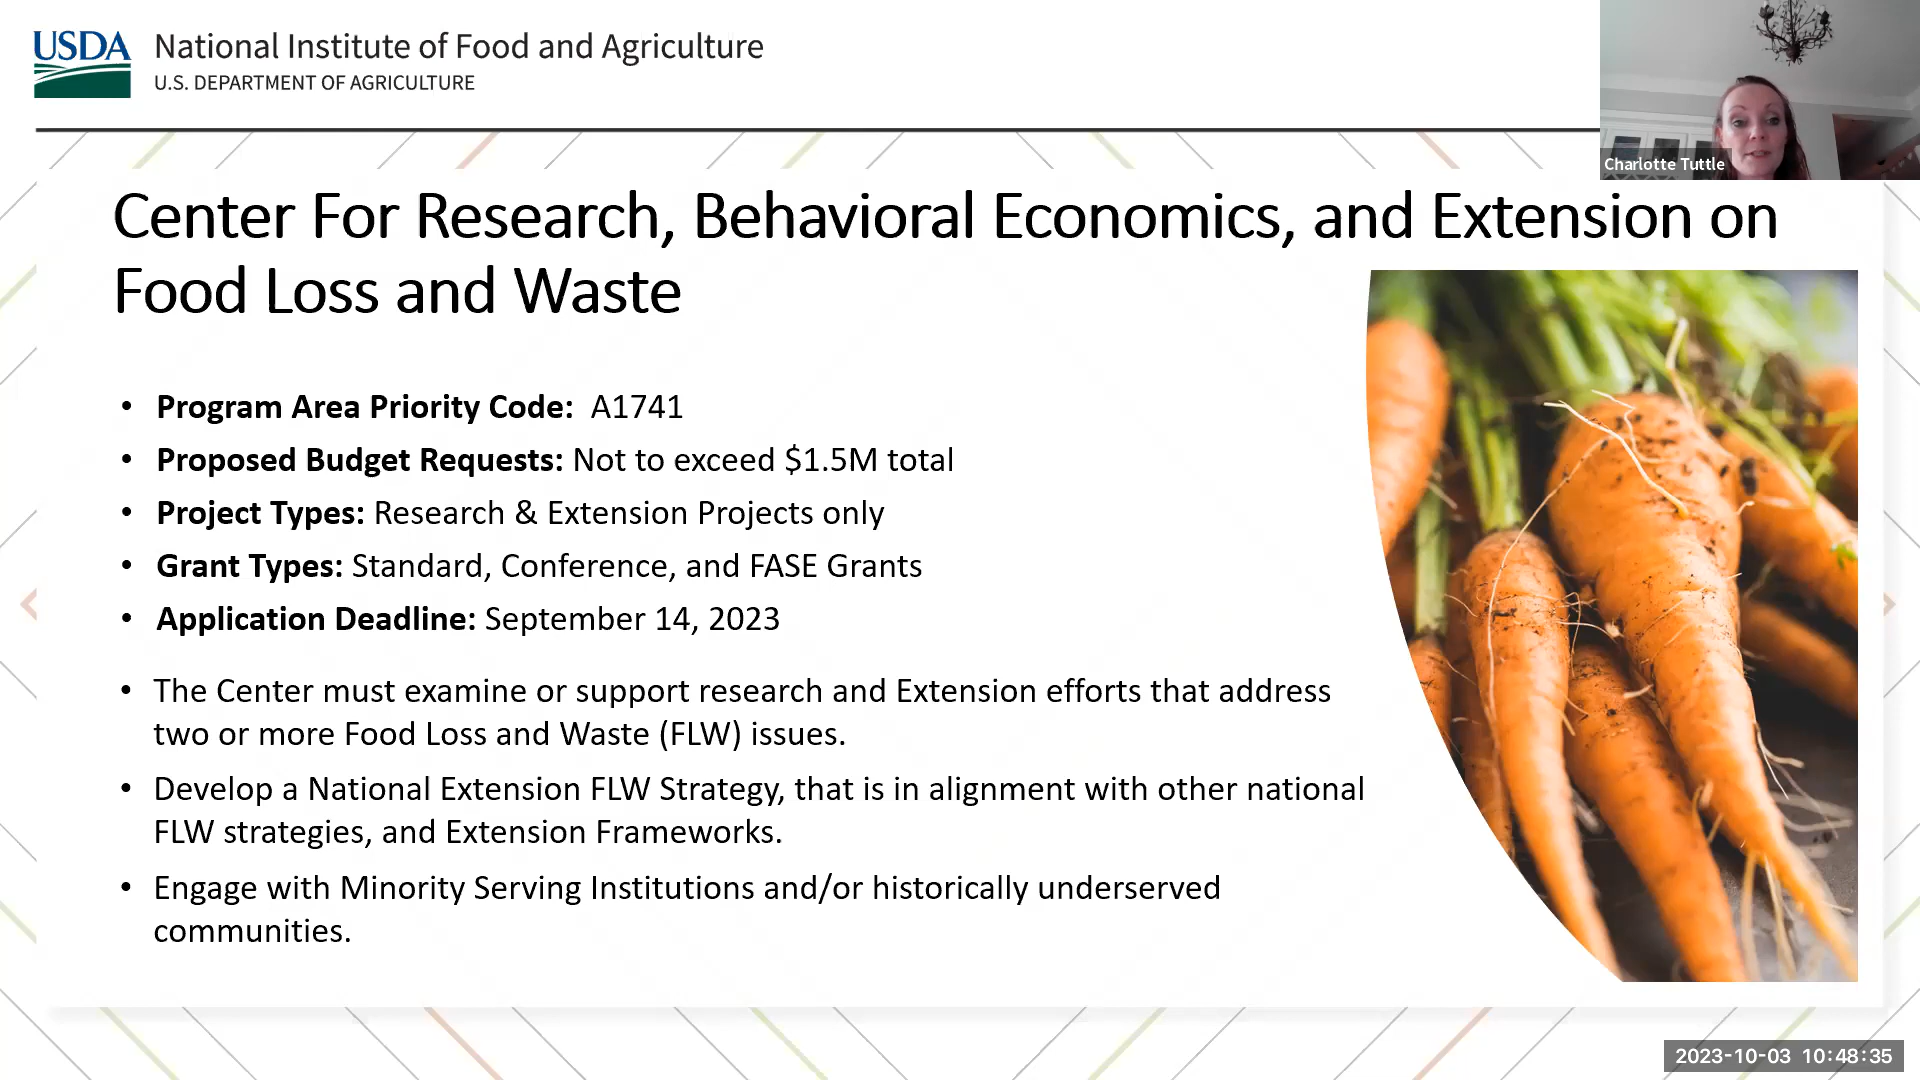 USDA
National Institute of Food and Agriculture
U.S. DEPARTMENT OF AGRICULTURE
Charlotte Tuttle
Center For Research, Behavioral Economics, and Extension on
Food Loss and Waste
• Program Area Priority Code: A1741
• Proposed Budget Requests: Not to exceed $1.5M total
• Project Types: Research & Extension Projects only
• Grant Types: Standard, Conference, and FASE Grants
• Application Deadline: September 14, 2023
• The Center must examine or support research and Extension efforts that address
two or more Food Loss and Waste (FLW) issues.
• Develop a National Extension FLW Strategy, that is in alignment with other national
FLW strategies, and Extension Frameworks.
• Engage with Minority Serving Institutions and/or historically underserved
communities.
2023-10-03 10:48:35